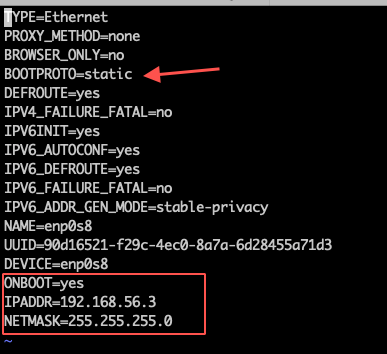 TYPE=Ethernet
PROXY_METHOD=none
BROWSER_ONLY=no
BOOTPROTO=static
DEFROUTE=yes
IPV4_FAILURE_FATAL=no
IPV6INIT=yes
IPV6_AUTOCONF=yes
IPV6_DEFROUTE=yes
IPV6_FAILURE_FATAL=no
IPV6_ADDR_GEN_MODE=stable-privacy
NAME=enp0s8
UUID=90d16521-f29c-4ec0-8a7a-6d28455a71d3
DEVICE=enp0s8
ONBOOT=yes
IPADDR=192.168.56.3
NETMASK=255.255.255.0
~